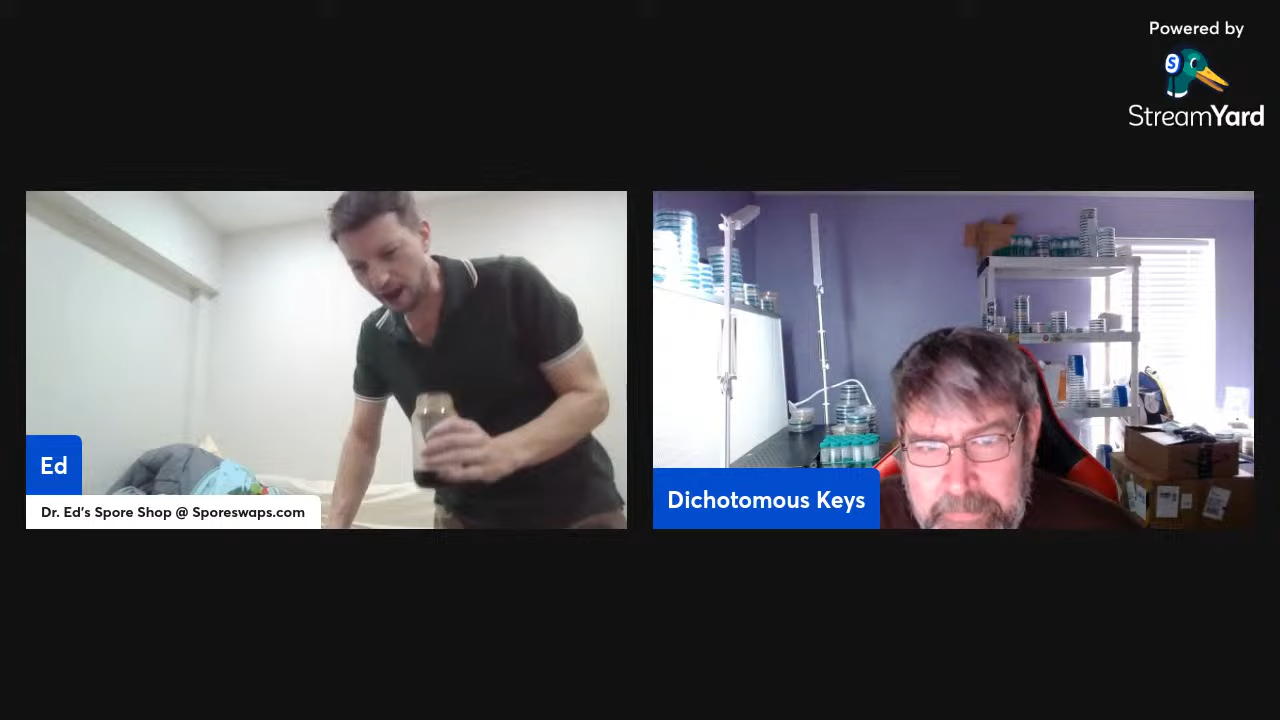 Powered by
S
StreamYard
Ed
Dr. Ed's Spore Shop @ Sporeswaps.com
Dichotomous Keys